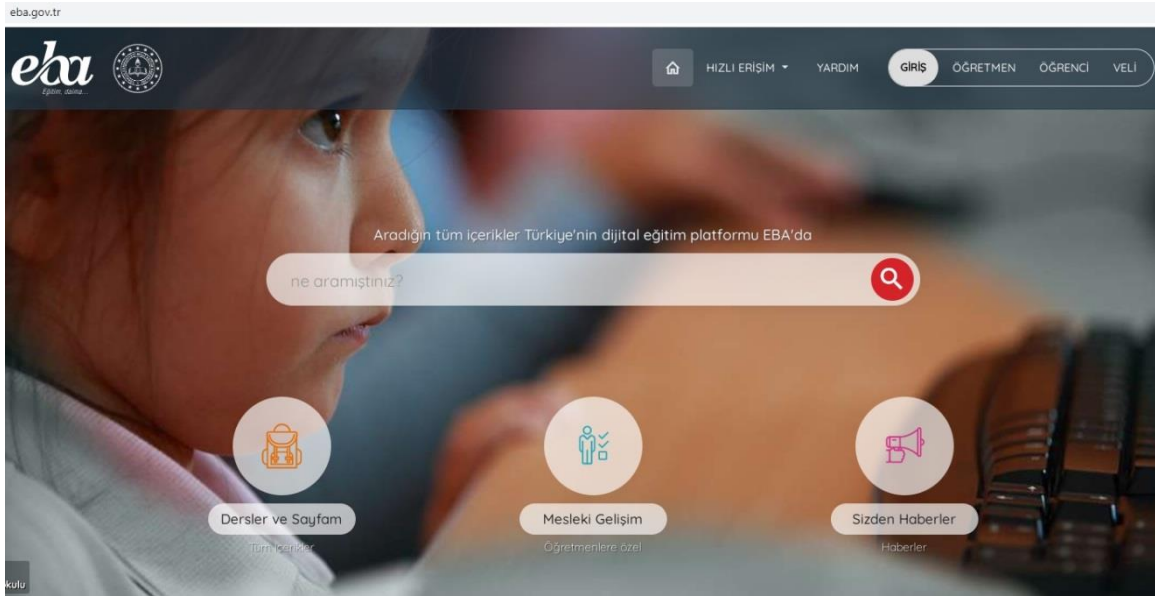 eba.gov.tr
eba
Eğitim, daima...
HIZLI ERİŞİM YARDIM GİRİŞ ÖĞRETMEN ÖĞRENCİ VELİ
Aradığın tüm içerikler Türkiye'nin dijital eğitim platformu EBA'da
ne aramıştınız?
Dersler ve Sayfam
Tüm İçerikler
Mesleki Gelişim
Öğretmenlere özel
Sizden Haberler
Haberler
okulu